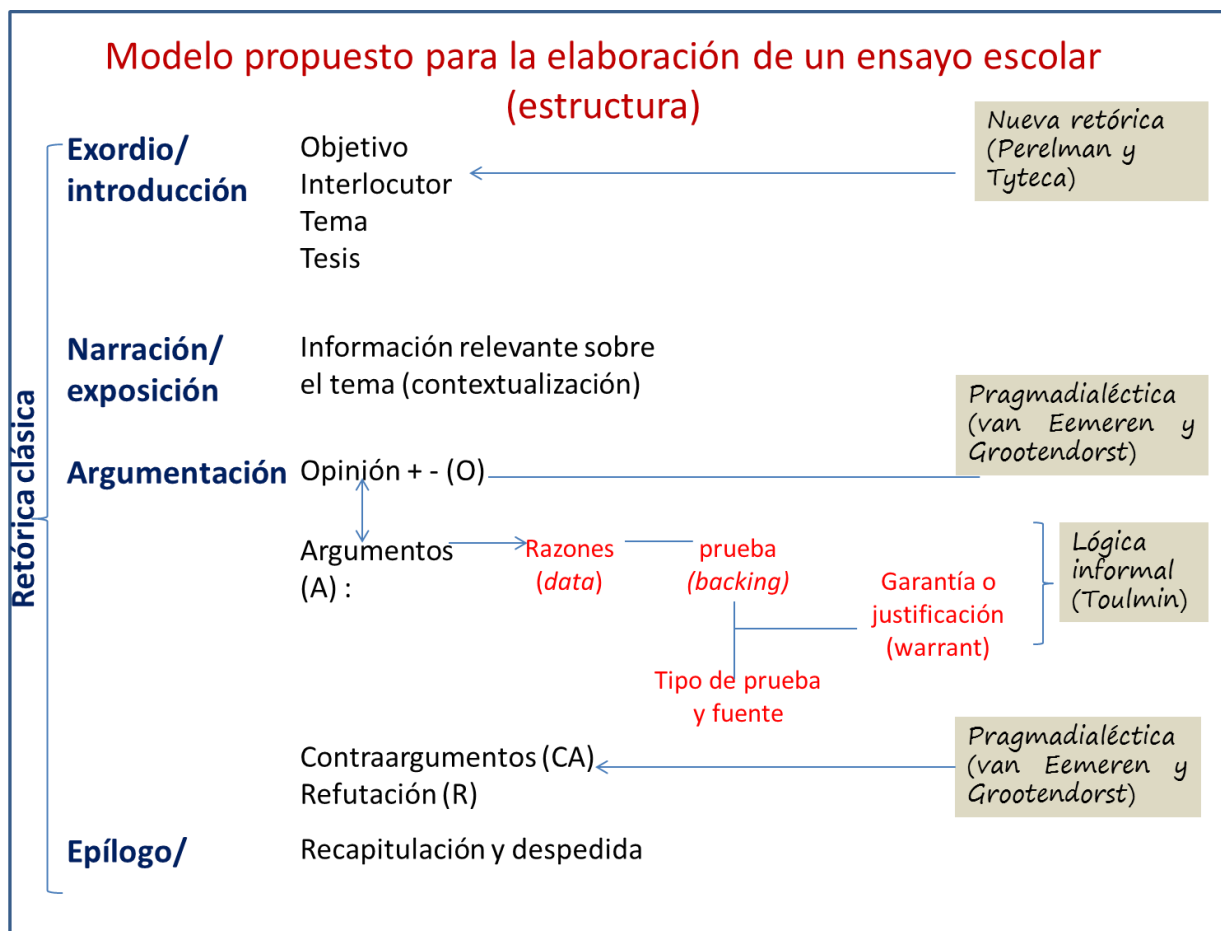 Modelo propuesto para la elaboración de un ensayo escolar
(estructura)
Nueva retórica
(Perelman y
Tyteca)
Retórica clásica
Exordio/
introducción
Objetivo
Interlocutor
Tema
Tesis
Narración/
exposición
Información relevante sobre
el tema (contextualización)
Pragmadialéctica
(van Eemeren y
Grootendorst)
Argumentación
Opinión + - (O)
Argumentos
(A) :
Razones
(data)
prueba
(backing)
Garantía o
justificación
(warrant)
Lógica
informal
(Toulmin)
Tipo de prueba
y fuente
Contraargumentos (CA)
Refutación (R)
Pragmadialéctica
(van Eemeren y
Grootendorst)
Epílogo/
Recapitulación y despedida